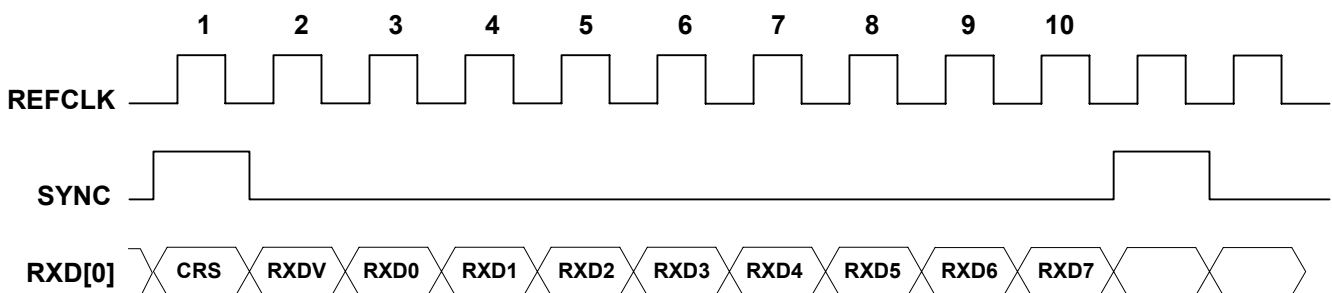 1 2 3 4 5 6 7 8 9 10
REFCLK
SYNC
RXD[0] CRS RXDV RXD0 RXD1 RXD2 RXD3 RXD4 RXD5 RXD6 RXD7